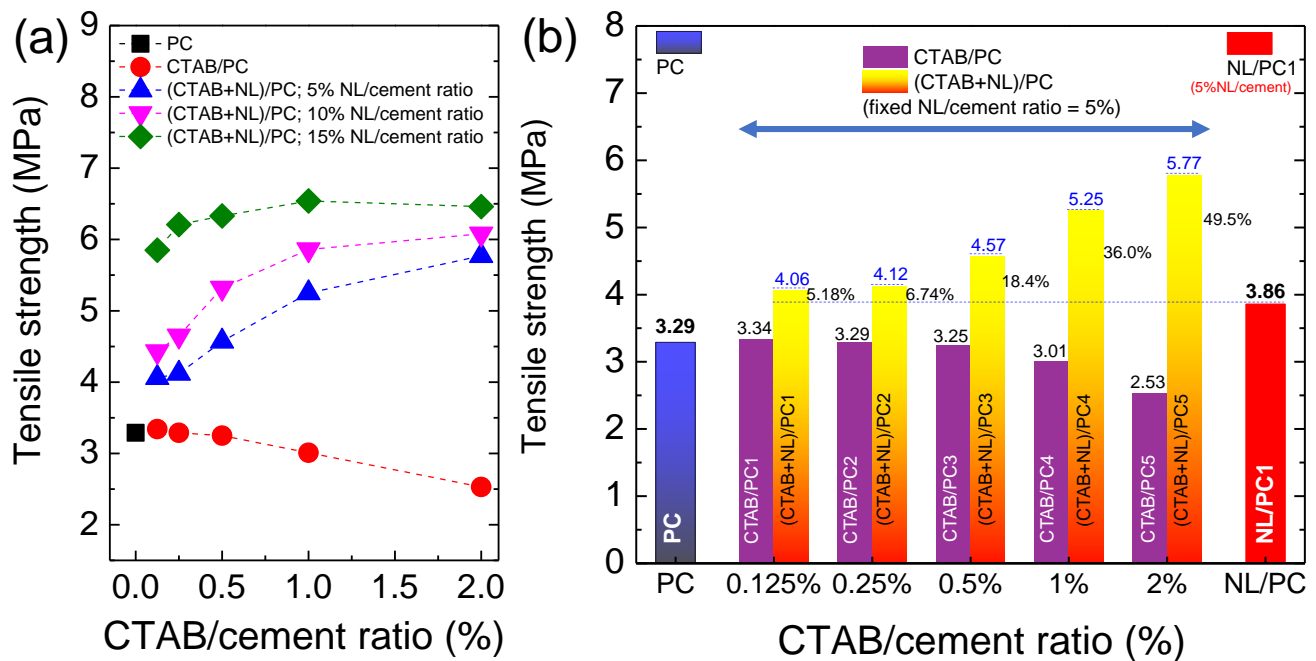 (a)
PC
CTAB/PC
(CTAB+NL)/PC; 5% NL/cement ratio
(CTAB+NL)/PC; 10% NL/cement ratio
(CTAB+NL)/PC; 15% NL/cement ratio
Tensile strength (MPa)
9
8
7
6
5
4
3
2
0.0
0.5
1.0
1.5
2.0
CTAB/cement ratio (%)
(b)
PC
CTAB/PC
(CTAB+NL)/PC
(fixed NL/cement ratio = 5%)
NL/PC1
(5%NL/cement)
Tensile strength (MPa)
8
7
6
5
4
3
2
1
0
3.29
3.34
4.06
5.18%
3.29
4.12
6.74%
3.25
4.57
18.4%
3.01
5.25
36.0%
2.53
5.77
49.5%
3.86
PC
CTAB/PC1
(CTAB+NL)/PC1
CTAB/PC2
(CTAB+NL)/PC2
CTAB/PC3
(CTAB+NL)/PC3
CTAB/PC4
(CTAB+NL)/PC4
CTAB/PC5
(CTAB+NL)/PC5
NL/PC1
PC
0.125%
0.25%
0.5%
1%
2%
NL/PC
CTAB/cement ratio (%)